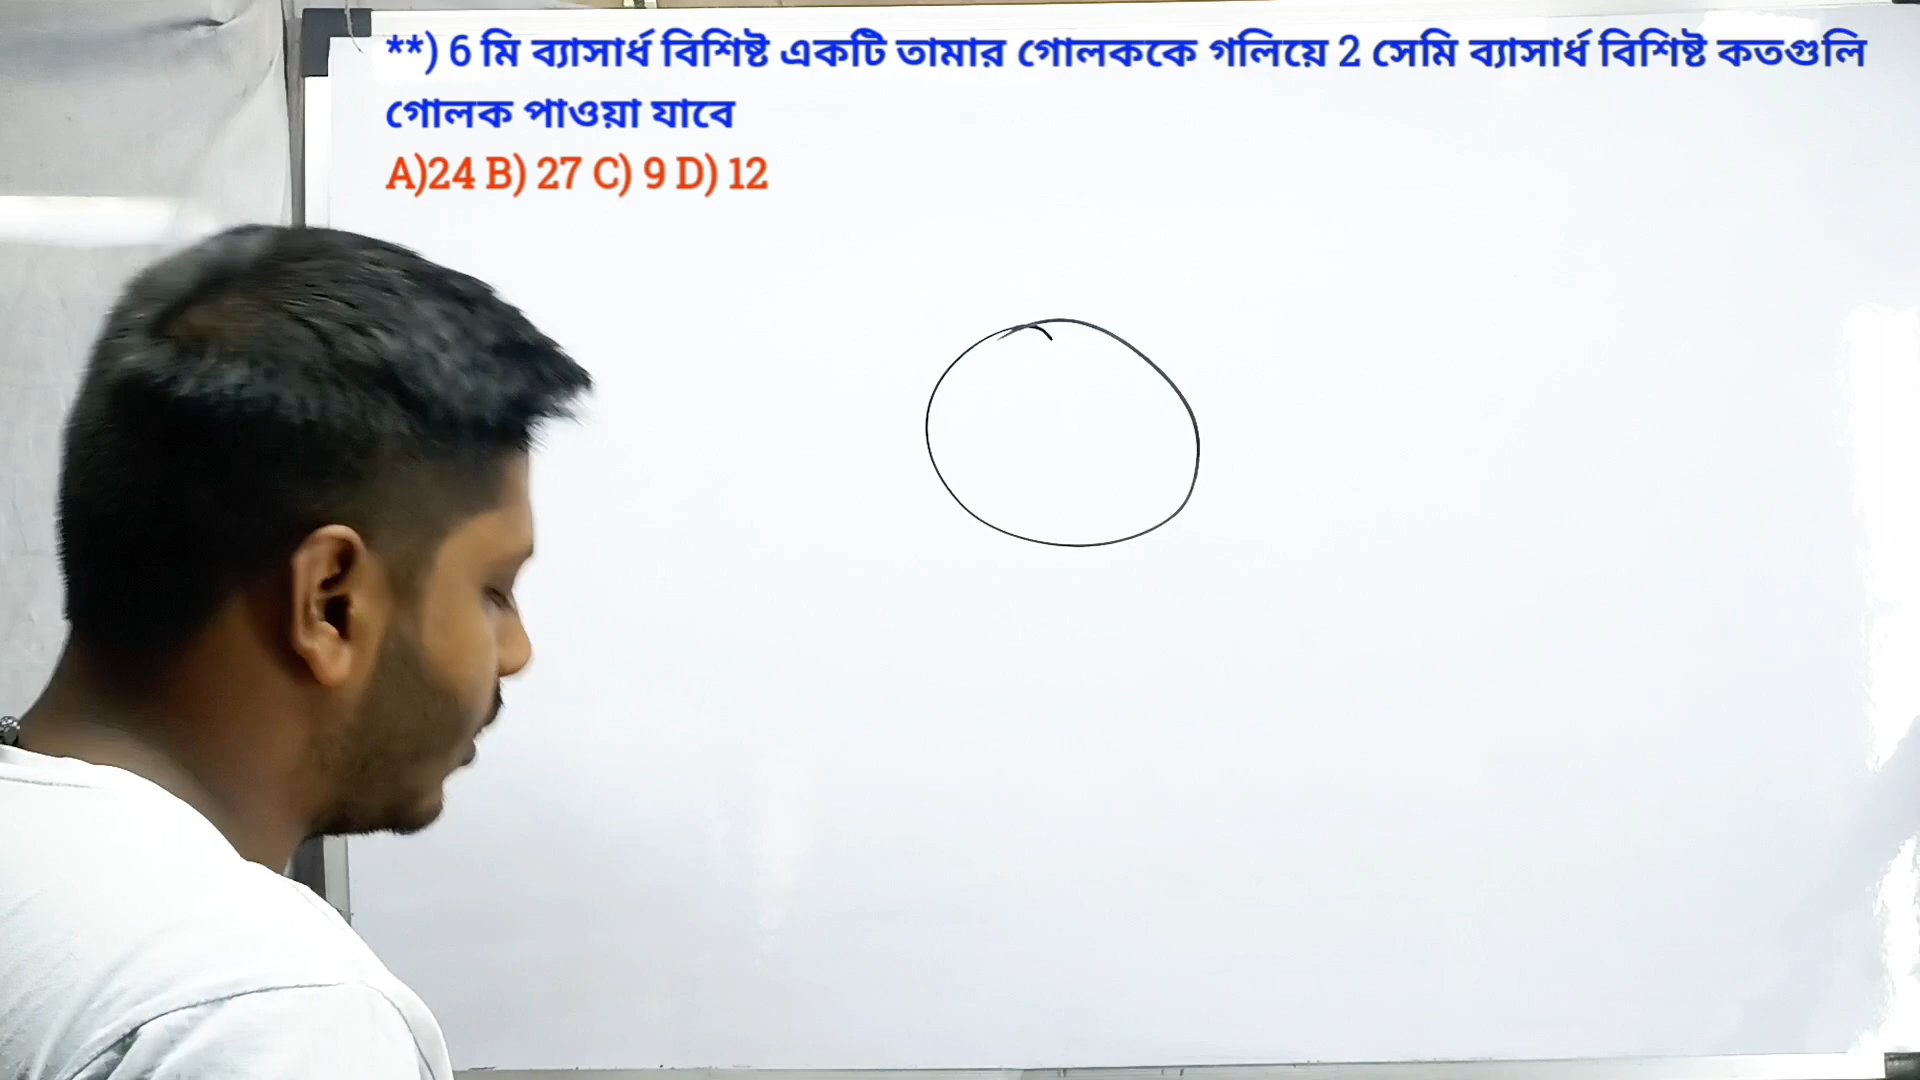 **) 6 মি ব্যাসার্ধ বিশিষ্ট একটি তামার গোলককে গলিয়ে 2 সেমি ব্যাসার্ধ বিশিষ্ট কতগুলি
গোলক পাওয়া যাবে
A)24 B) 27 C) 9 D) 12